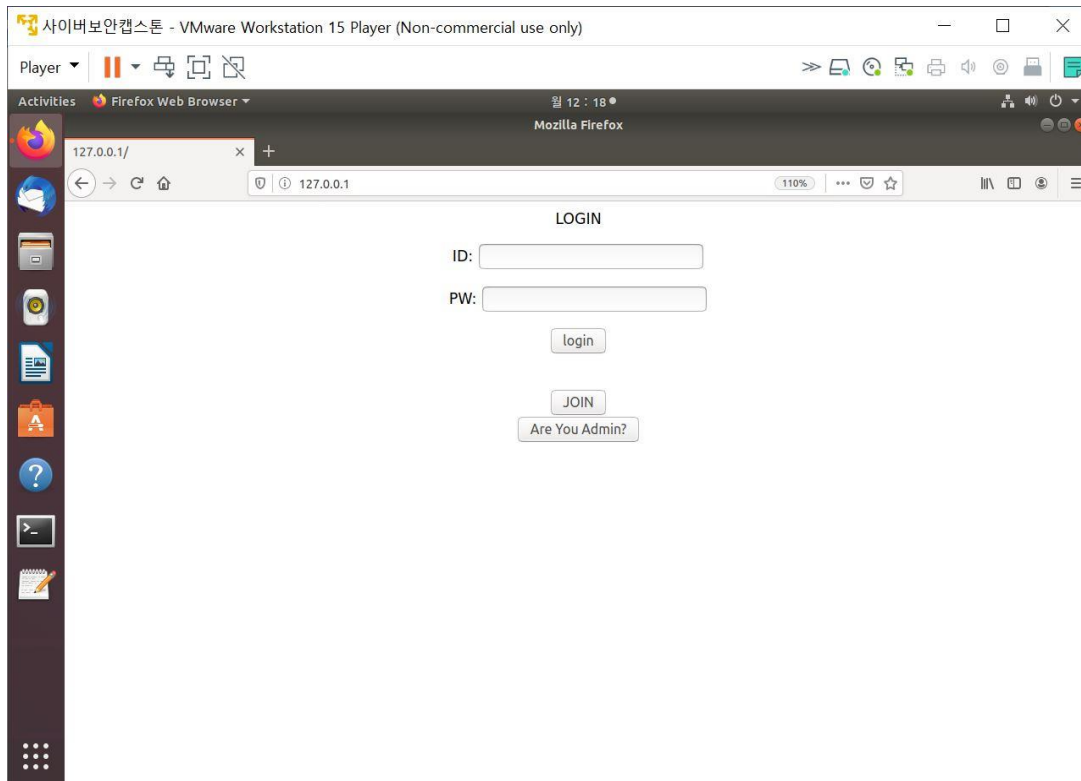 사이버보안캡스톤 - VMware Workstation 15 Player (Non-commercial use only)
Player
Activities Firefox Web Browser 월 12 : 18
Mozilla Firefox
127.0.0.1/
127.0.0.1 110%
LOGIN
ID:
PW:
login
JOIN
Are You Admin?